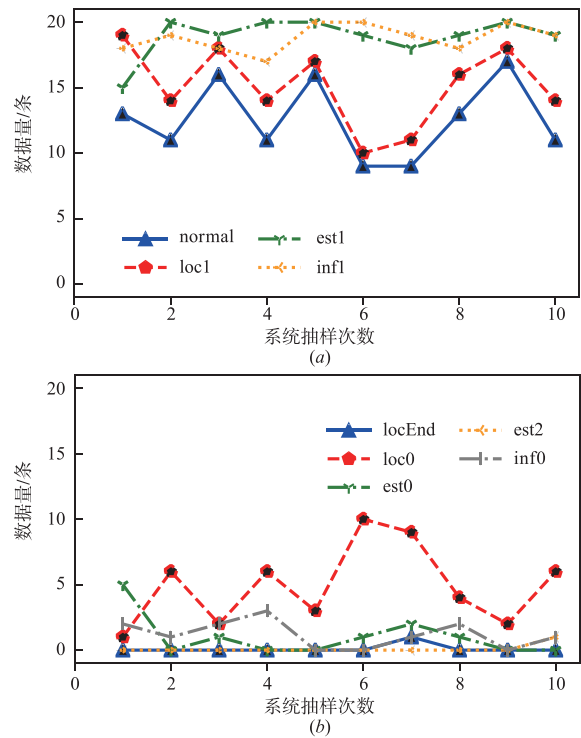 20
15
10
5
0
数据量/条
normal
est1
loc1
inf1
0 2 4 6 8 10
系统抽样次数
(a)
20
15
10
5
0
数据量/条
locEnd
est2
loc0
inf0
est0
0 2 4 6 8 10
系统抽样次数
(b)